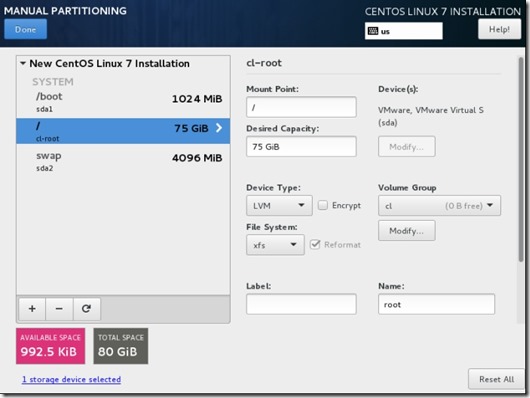 MANUAL PARTITIONING
CENTOS LINUX 7 INSTALLATION
Done
us
Help!
New CentOS Linux 7 Installation
SYSTEM
/boot
1024 MiB
sda1
/
75 GiB
cl-root
swap
4096 MiB
sda2
+ −
AVAILABLE SPACE
992.5 KiB
TOTAL SPACE
80 GiB
1 storage device selected
cl-root
Mount Point:
/
Desired Capacity:
75 GiB
Device(s):
VMware, VMware Virtual S
(sda)
Modify...
Device Type:
LVM
Encrypt
Volume Group
cl (0 B free)
Modify...
File System:
xfs
Reformat
Label:
Name:
root
Reset All